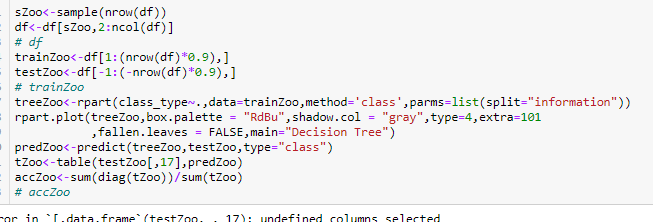 sZoo<-sample(nrow(df))
df<-df[sZoo,2:ncol(df)]
# df
trainZoo<-df[1:(nrow(df)*0.9),]
testZoo<-df[-1:(-nrow(df)*0.9),]
# trainZoo
treeZoo<-rpart(class_type~.,data=trainZoo,method='class',parms=list(split="information"))
rpart.plot(treeZoo,box.palette = "RdBu",shadow.col = "gray",type=4,extra=101
,fallen.leaves = FALSE,main="Decision Tree")
predZoo<-predict(treeZoo,testZoo,type="class")
tZoo<-table(testZoo[,17],predZoo)
accZoo<-sum(diag(tZoo))/sum(tZoo)
# accZoo
ror in `[.data.frame`(testZoo, , 17): undefined columns selected